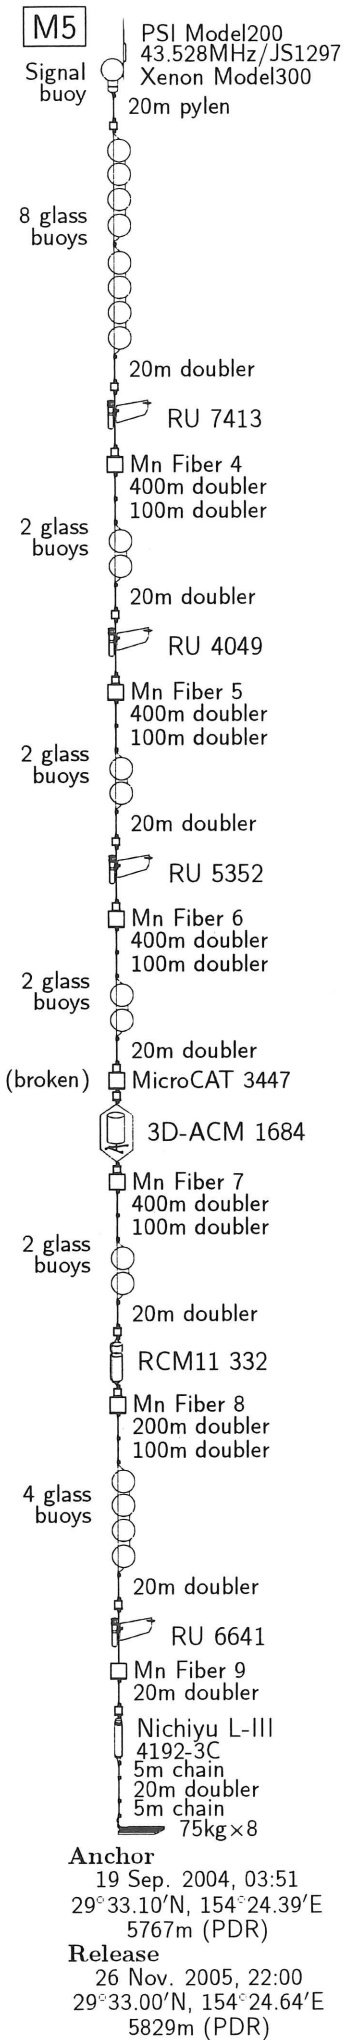 M5
PSI Model200
43.528MHz/JS1297
Signal buoy
Xenon Model300
20m pylen
8 glass buoys
20m doubler
RU 7413
Mn Fiber 4
400m doubler
100m doubler
2 glass buoys
20m doubler
RU 4049
Mn Fiber 5
400m doubler
100m doubler
2 glass buoys
20m doubler
RU 5352
Mn Fiber 6
400m doubler
100m doubler
2 glass buoys
20m doubler
(broken) MicroCAT 3447
3D-ACM 1684
Mn Fiber 7
400m doubler
100m doubler
2 glass buoys
20m doubler
RCM11 332
Mn Fiber 8
200m doubler
100m doubler
4 glass buoys
20m doubler
RU 6641
Mn Fiber 9
20m doubler
Nichiyu L-III
4192-3C
5m chain
20m doubler
5m chain
75kg×8
Anchor
19 Sep. 2004, 03:51
29°33.10′N, 154°24.39′E
5767m (PDR)
Release
26 Nov. 2005, 22:00
29°33.00′N, 154°24.64′E
5829m (PDR)